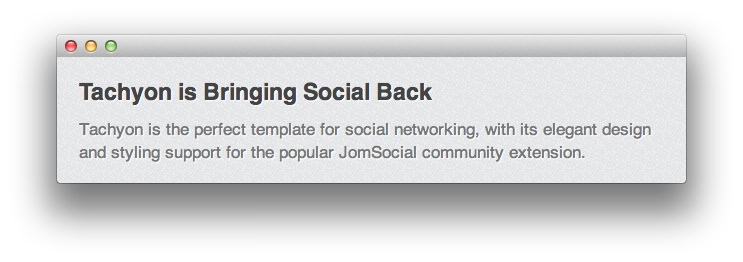 Tachyon is Bringing Social Back
Tachyon is the perfect template for social networking, with its elegant design
and styling support for the popular JomSocial community extension.